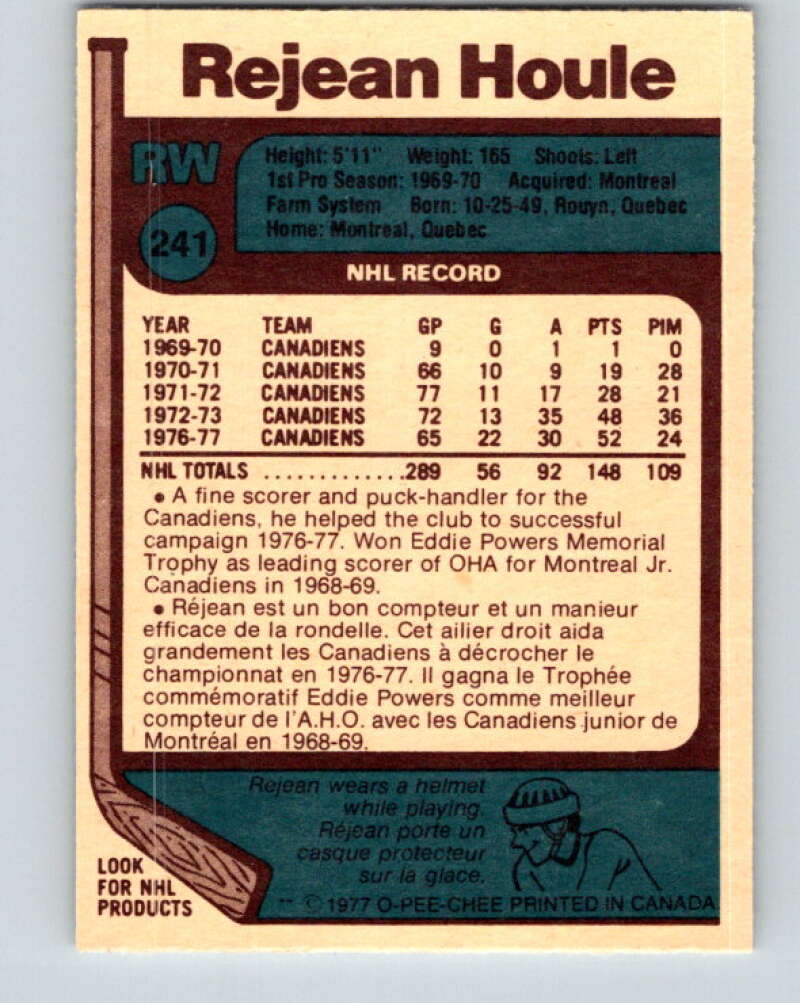 Rejean Houle
RW
241
Height: 5'11" Weight: 165 Shoots: Left
1st Pro Season: 1969-70 Acquired: Montreal
Farm System Born: 10-25-49, Rouyn, Quebec
Home: Montreal, Quebec
NHL RECORD
YEAR TEAM GP G A PTS PIM
1969-70 CANADIENS 9 0 1 1 0
1970-71 CANADIENS 66 10 9 19 28
1971-72 CANADIENS 77 11 17 28 21
1972-73 CANADIENS 72 13 35 48 36
1976-77 CANADIENS 65 22 30 52 24
NHL TOTALS .............289 56 92 148 109
• A fine scorer and puck-handler for the
Canadiens, he helped the club to successful
campaign 1976-77. Won Eddie Powers Memorial
Trophy as leading scorer of OHA for Montreal Jr.
Canadiens in 1968-69.
• Réjean est un bon compteur et un manieur
efficace de la rondelle. Cet ailier droit aida
grandement les Canadiens à décrocher le
championnat en 1976-77. Il gagna le Trophée
commémoratif Eddie Powers comme meilleur
compteur de l'A.H.O. avec les Canadiens junior de
Montréal en 1968-69.
Rejean wears a helmet
while playing.
Réjean porte un
casque protecteur
sur la glace.
LOOK
FOR NHL
PRODUCTS
** © 1977 O-PEE-CHEE PRINTED IN CANADA